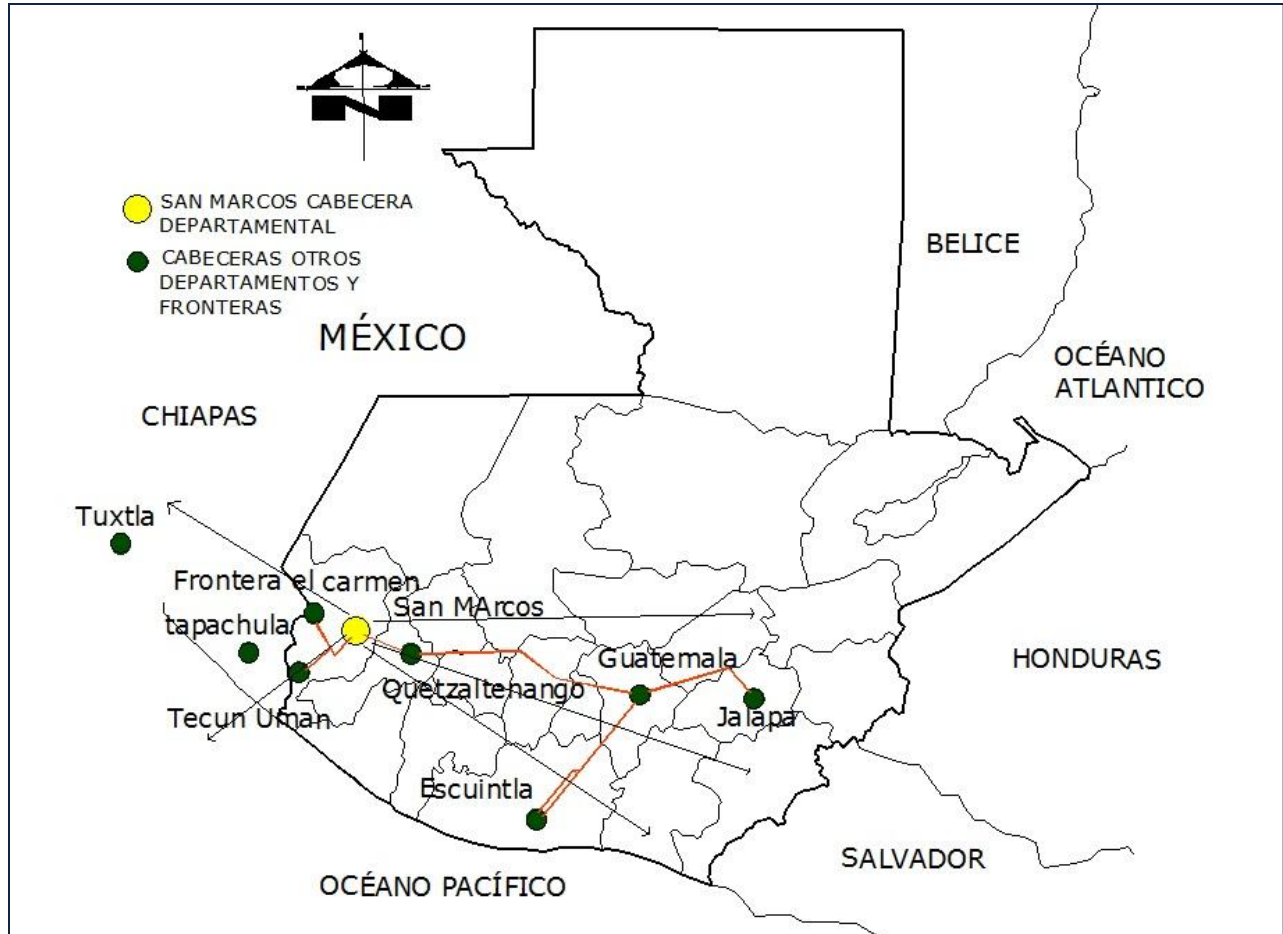 N
SAN MARCOS CABECERA
DEPARTAMENTAL
CABECERAS OTROS
DEPARTAMENTOS Y
FRONTERAS
BELICE
MÉXICO
OCÉANO
ATLANTICO
CHIAPAS
Tuxtla
Frontera el carmen
San MArcos
tapachula
Guatemala
HONDURAS
Quetzaltenango
Tecun Uman
Jalapa
Escuintla
SALVADOR
OCÉANO PACÍFICO